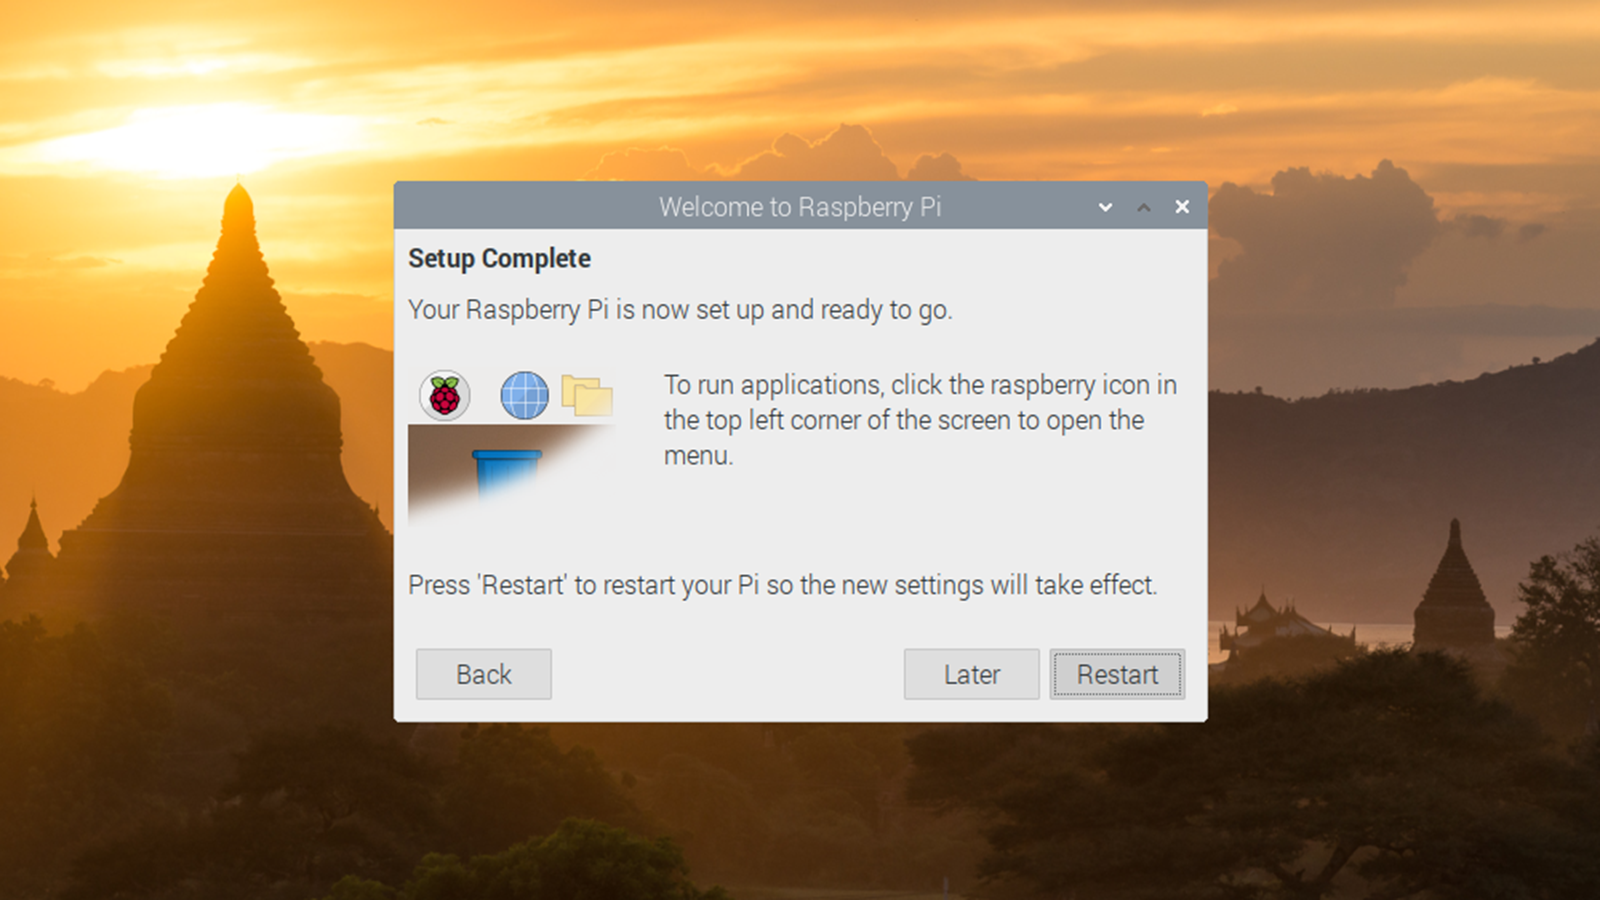 Welcome to Raspberry Pi
Setup Complete
Your Raspberry Pi is now set up and ready to go.
To run applications, click the raspberry icon in
the top left corner of the screen to open the
menu.
Press 'Restart' to restart your Pi so the new settings will take effect.
Back
Later
Restart